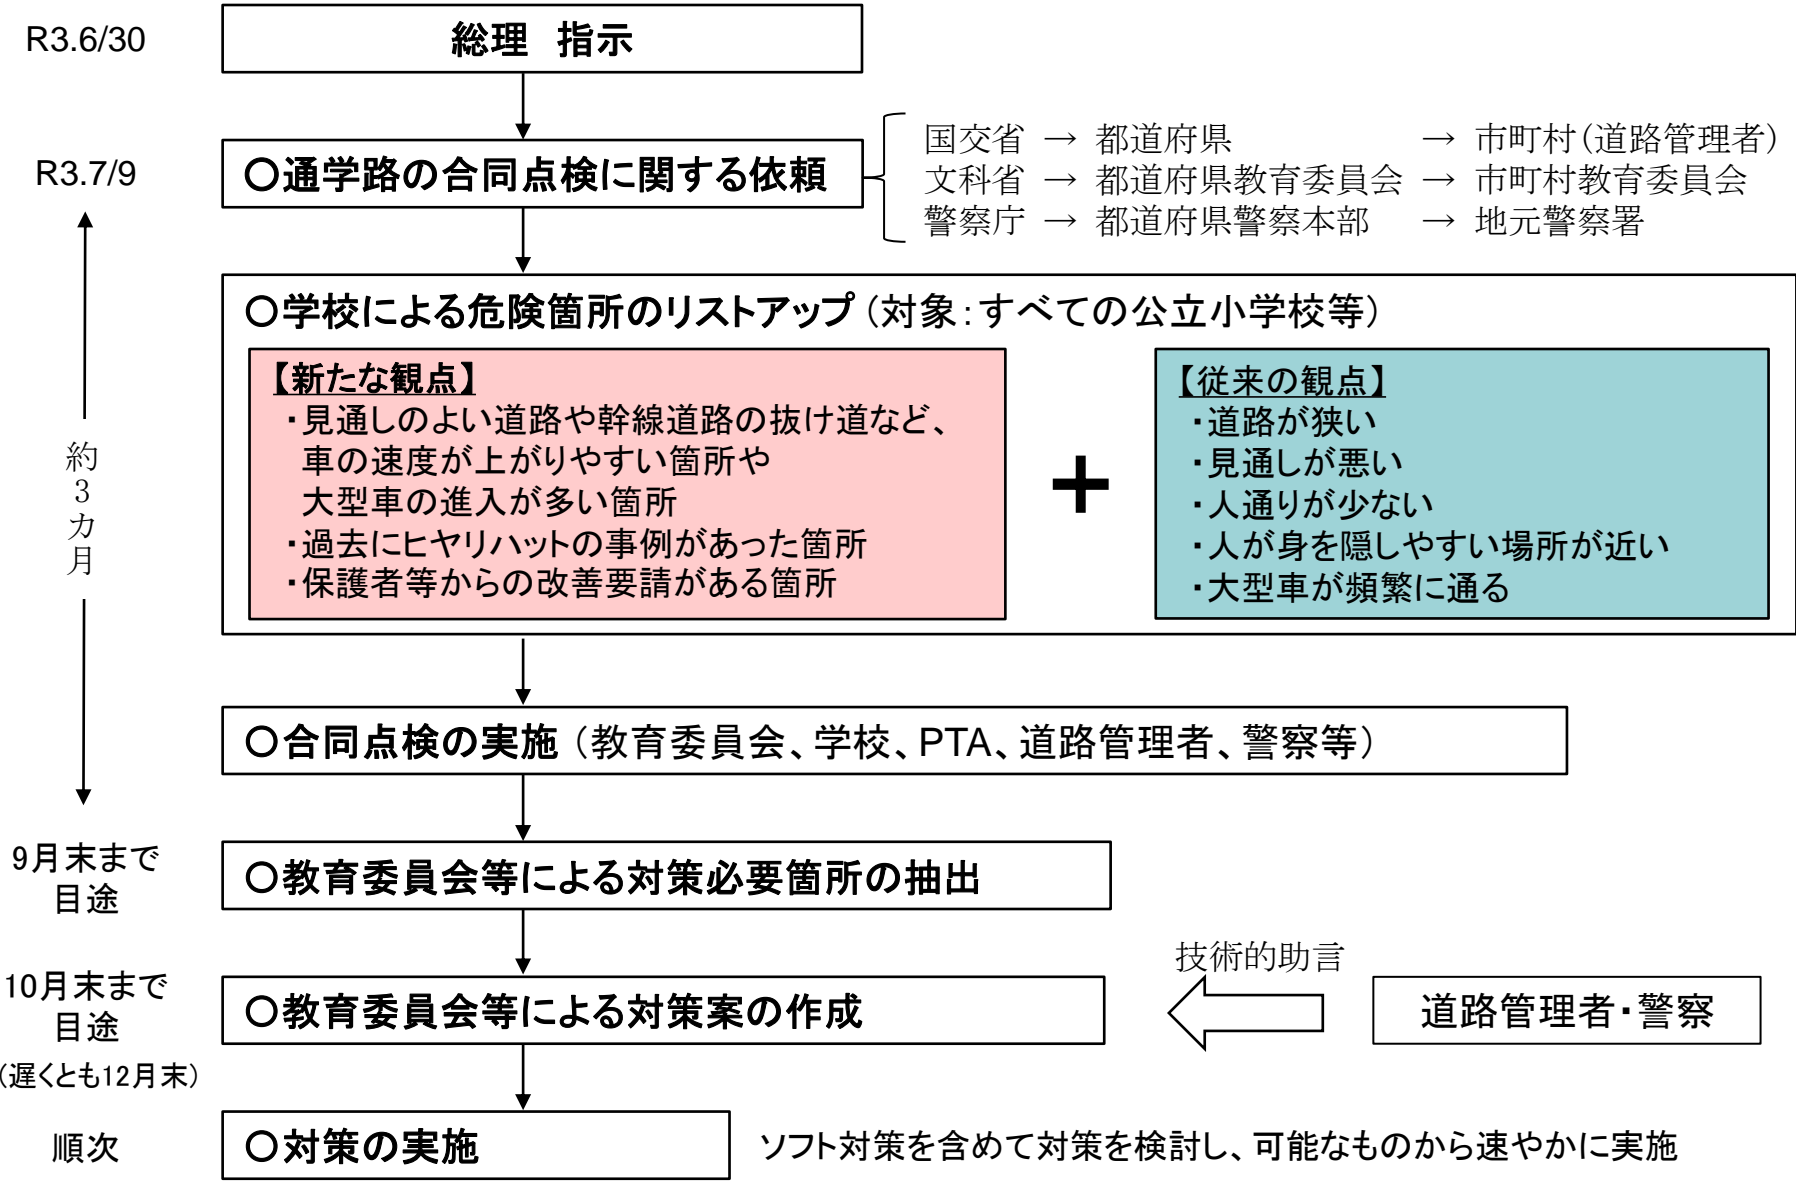 R3.6/30
総理 指示
R3.7/9
〇通学路の合同点検に関する依頼
国交省 → 都道府県 → 市町村(道路管理者)
文科省 → 都道府県教育委員会 → 市町村教育委員会
警察庁 → 都道府県警察本部 → 地元警察署
約3カ月
〇学校による危険箇所のリストアップ(対象:すべての公立小学校等)
【新たな観点】
・見通しのよい道路や幹線道路の抜け道など、
車の速度が上がりやすい箇所や
大型車の進入が多い箇所
・過去にヒヤリハットの事例があった箇所
・保護者等からの改善要請がある箇所
+
【従来の観点】
・道路が狭い
・見通しが悪い
・人通りが少ない
・人が身を隠しやすい場所が近い
・大型車が頻繁に通る
〇合同点検の実施(教育委員会、学校、PTA、道路管理者、警察等)
9月末まで
目途
〇教育委員会等による対策必要箇所の抽出
10月末まで
目途
(遅くとも12月末)
〇教育委員会等による対策案の作成
技術的助言
道路管理者・警察
順次
〇対策の実施
ソフト対策を含めて対策を検討し、可能なものから速やかに実施